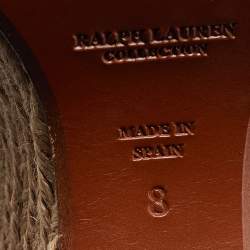 RALPH LAUREN
COLLECTION
MADE IN
SPAIN
8